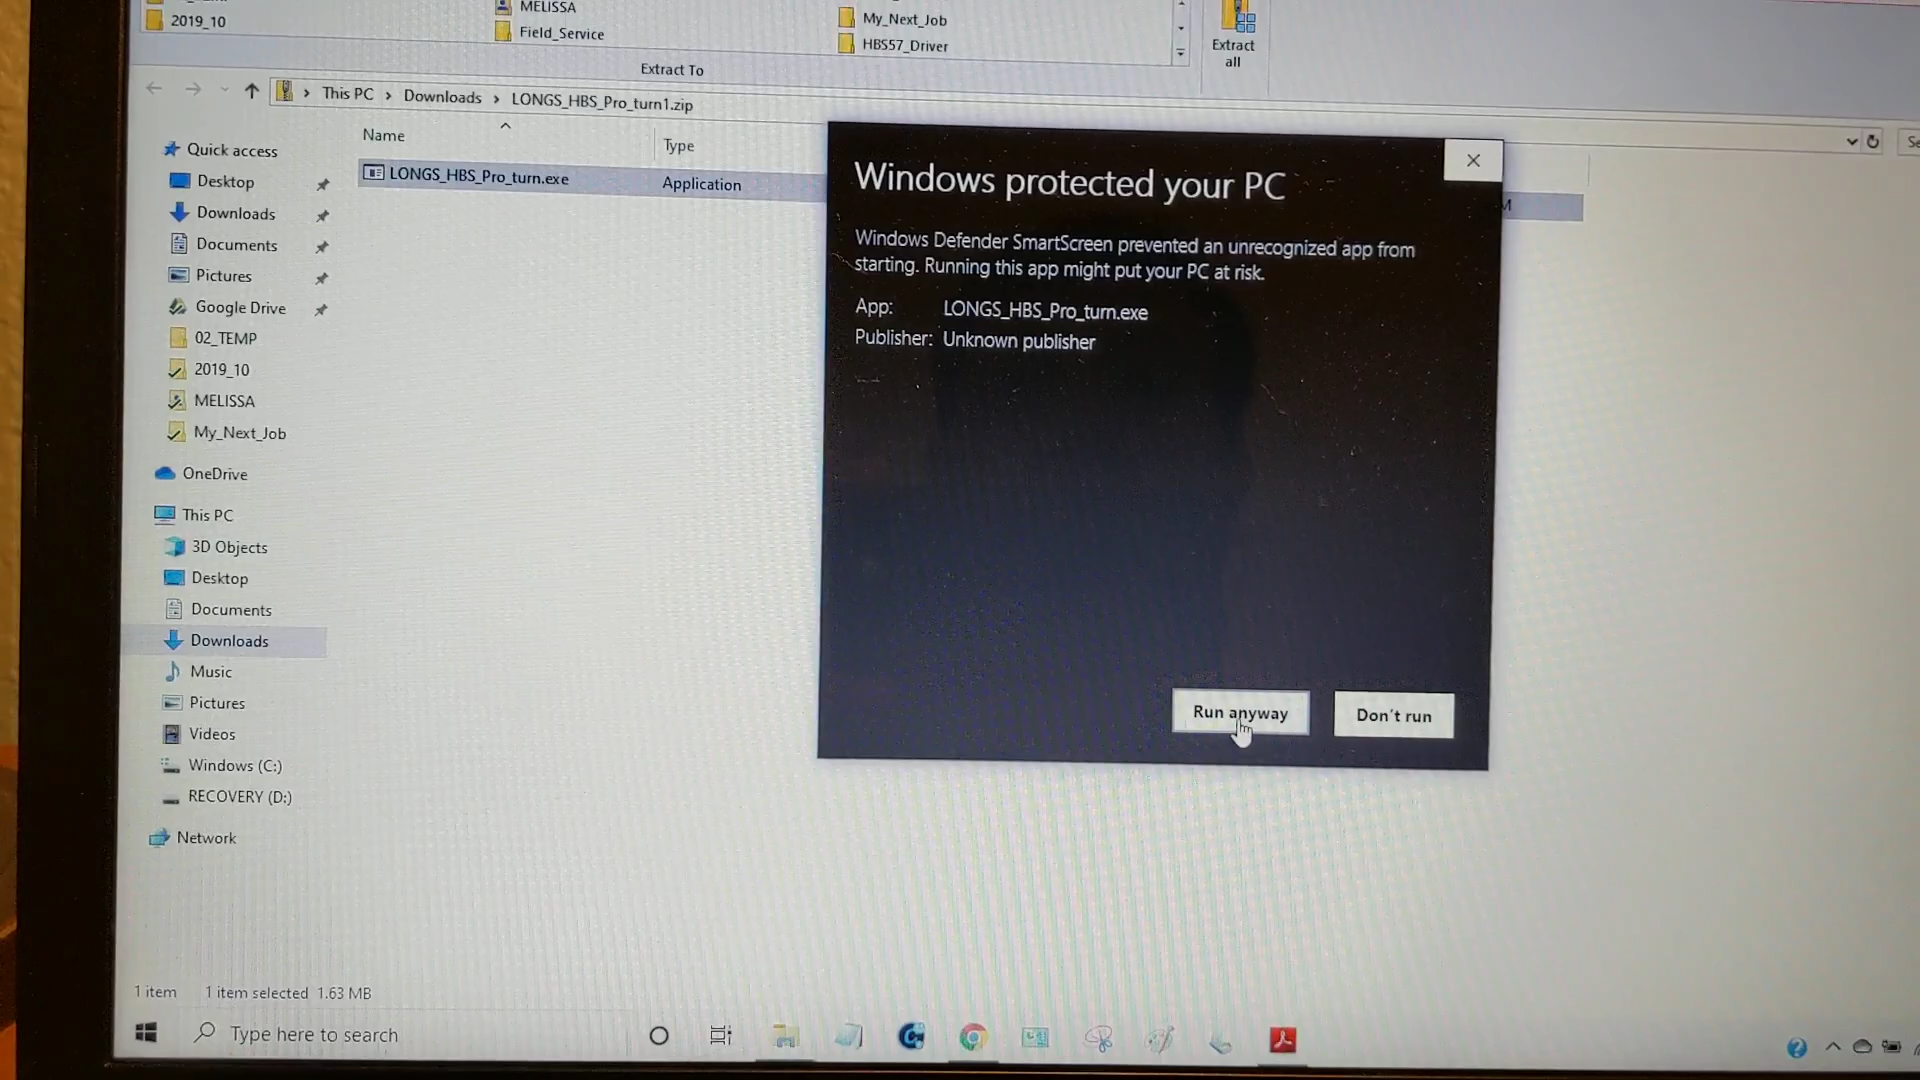 2019_10
MELISSA
Field_Service
My_Next_Job
HBS57_Driver
Extract
all
Extract To
This PC > Downloads > LONGS_HBS_Pro_turn1.zip
Name
Type
LONGS_HBS_Pro_turn.exe
Application
Quick access
Desktop
Downloads
Documents
Pictures
Google Drive
02_TEMP
2019_10
MELISSA
My_Next_Job
OneDrive
This PC
3D Objects
Desktop
Documents
Downloads
Music
Pictures
Videos
Windows (C:)
RECOVERY (D:)
Network
Windows protected your PC
Windows Defender SmartScreen prevented an unrecognized app from
starting. Running this app might put your PC at risk.
App: LONGS_HBS_Pro_turn.exe
Publisher: Unknown publisher
Run anyway
Don't run
1 item 1 item selected 1.63 MB
Type here to search